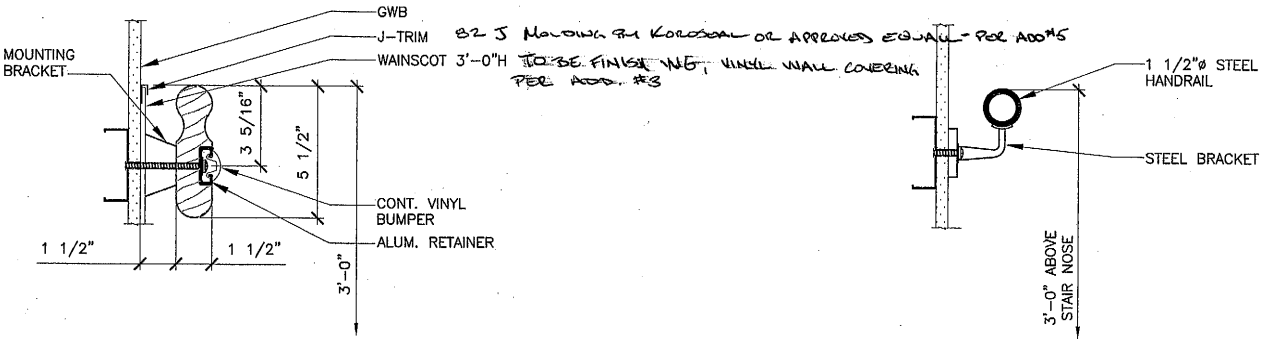 GWB
J-TRIM 82 J MOLDING BY KOROSEAL OR APPROVED EQUAL - PER ADD #5
MOUNTING
BRACKET
WAINSCOT 3'-0"H TO BE FINISH VINYL WALL COVERING
PER ADD. #3
3 5/16"
5 1/2"
CONT. VINYL
BUMPER
ALUM. RETAINER
1 1/2"
1 1/2"
3'-0"
1 1/2"ø STEEL
HANDRAIL
STEEL BRACKET
3'-0" ABOVE
STAIR NOSE